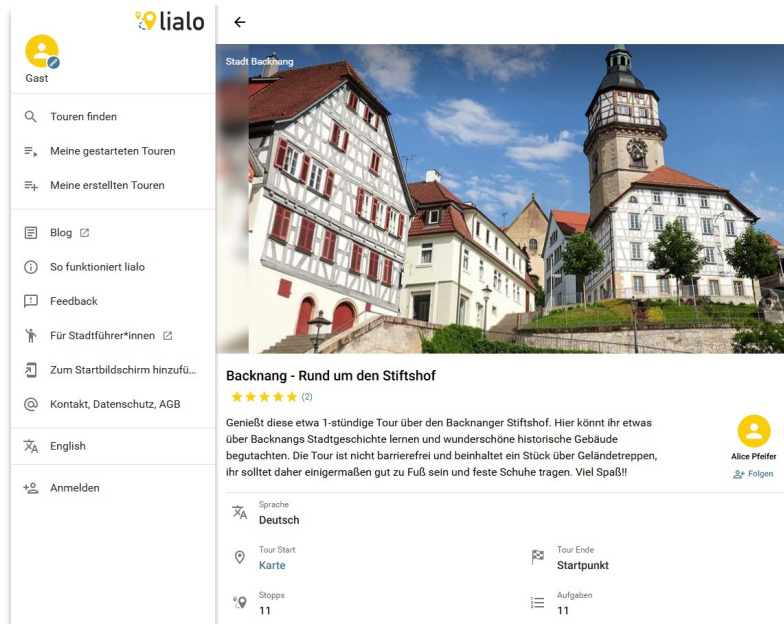 lialo
Gast
Touren finden
Meine gestarteten Touren
Meine erstellten Touren
Blog
So funktioniert lialo
Feedback
Für Stadtführer*innen
Zum Startbildschirm hinzufü...
Kontakt, Datenschutz, AGB
English
Anmelden
Stadt Backnang
Backnang - Rund um den Stiftshof
(2)
Genießt diese etwa 1-stündige Tour über den Backnanger Stiftshof. Hier könnt ihr etwas
über Backnangs Stadtgeschichte lernen und wunderschöne historische Gebäude
begutachten. Die Tour ist nicht barrierefrei und beinhaltet ein Stück über Geländetreppen,
ihr solltet daher einigermaßen gut zu Fuß sein und feste Schuhe tragen. Viel Spaß!!
Alice Pfeifer
Folgen
Sprache
Deutsch
Tour Start
Karte
Tour Ende
Startpunkt
Stopps
11
Aufgaben
11